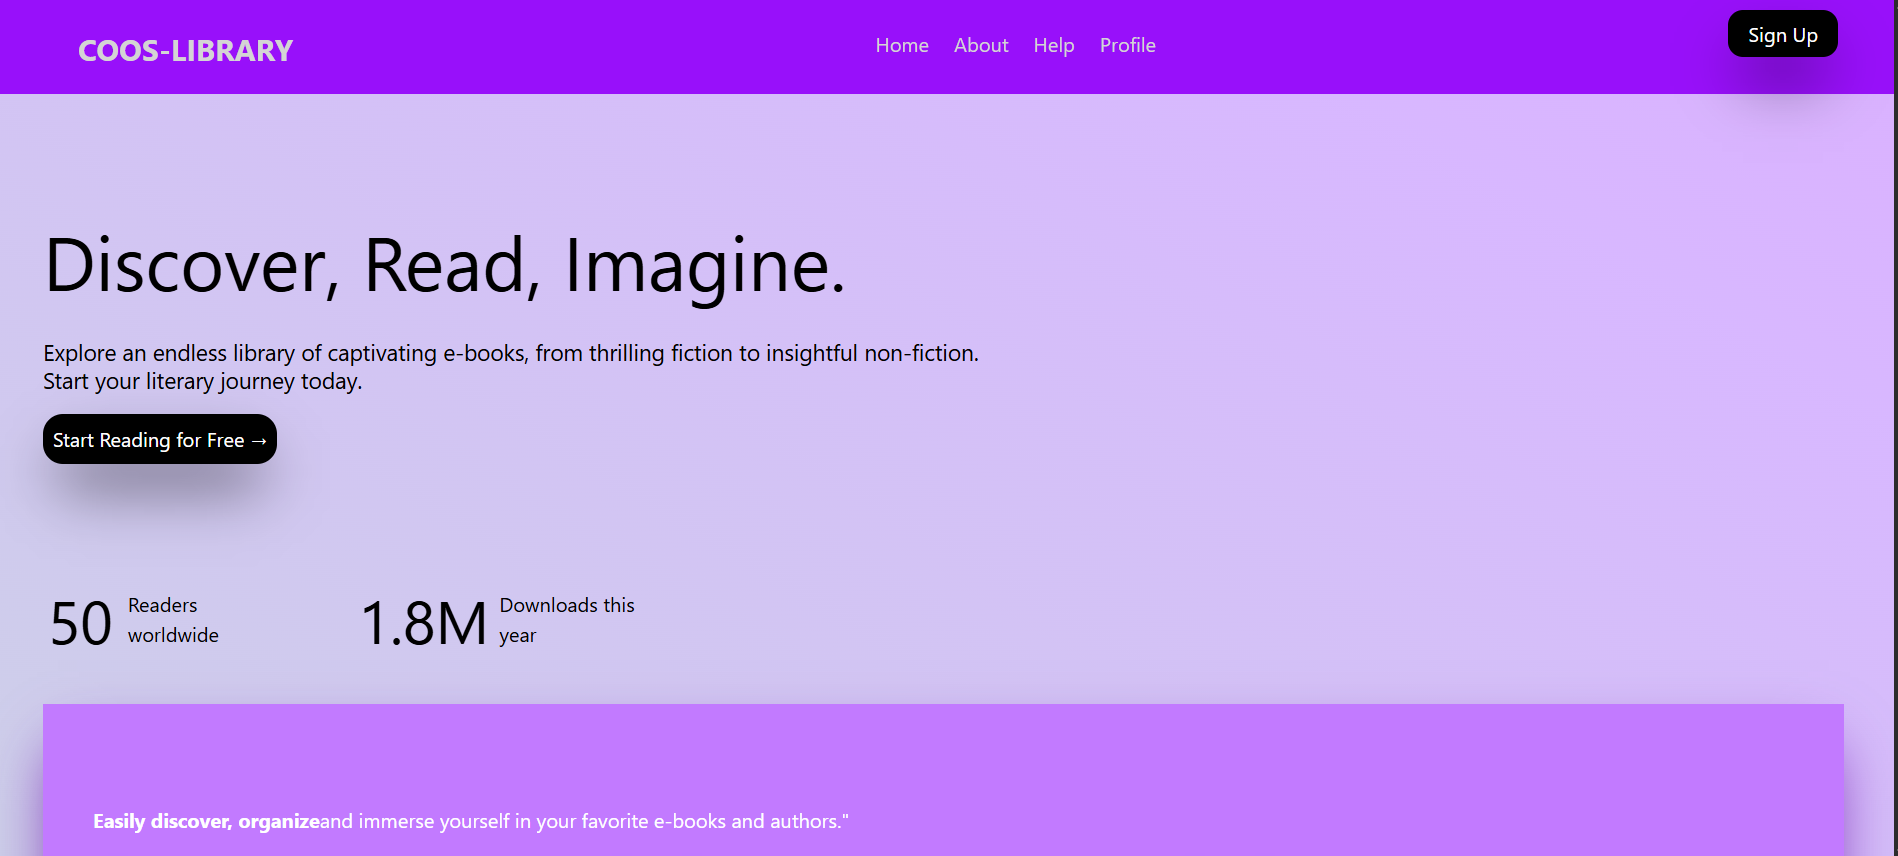 COOS-LIBRARY
Home About Help Profile
Sign Up
Discover, Read, Imagine.
Explore an endless library of captivating e-books, from thrilling fiction to insightful non-fiction.
Start your literary journey today.
Start Reading for Free →
50
Readers
worldwide
1.8M
Downloads this
year
Easily discover, organizeand immerse yourself in your favorite e-books and authors."